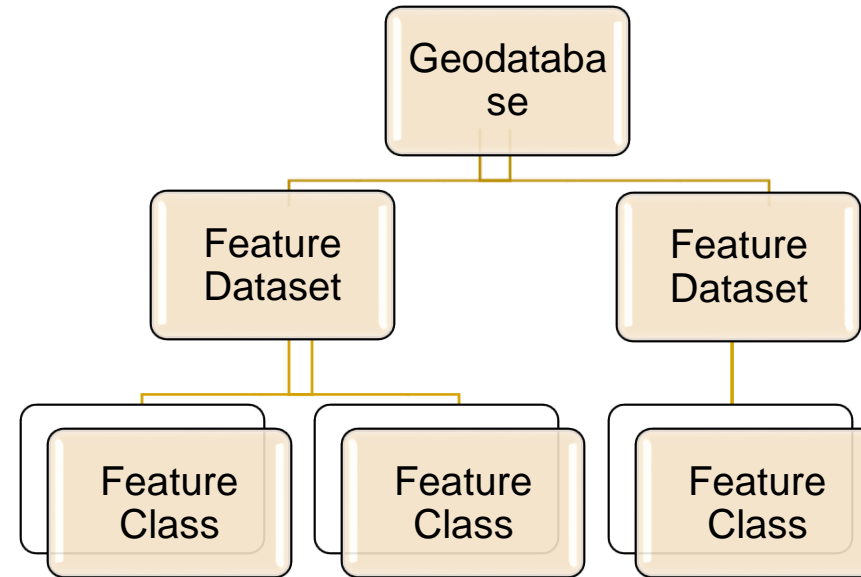 Geodataba
se
Feature
Dataset
Feature
Dataset
Feature
Class
Feature
Class
Feature
Class